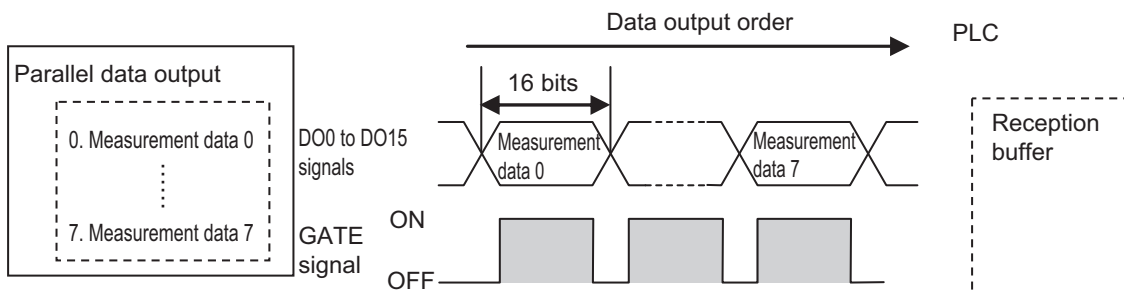 Data output order
PLC
Parallel data output
16 bits
0. Measurement data 0
7. Measurement data 7
DO0 to DO15
signals
Measurement
data 0
Measurement
data 7
Reception
buffer
GATE
signal
ON
OFF